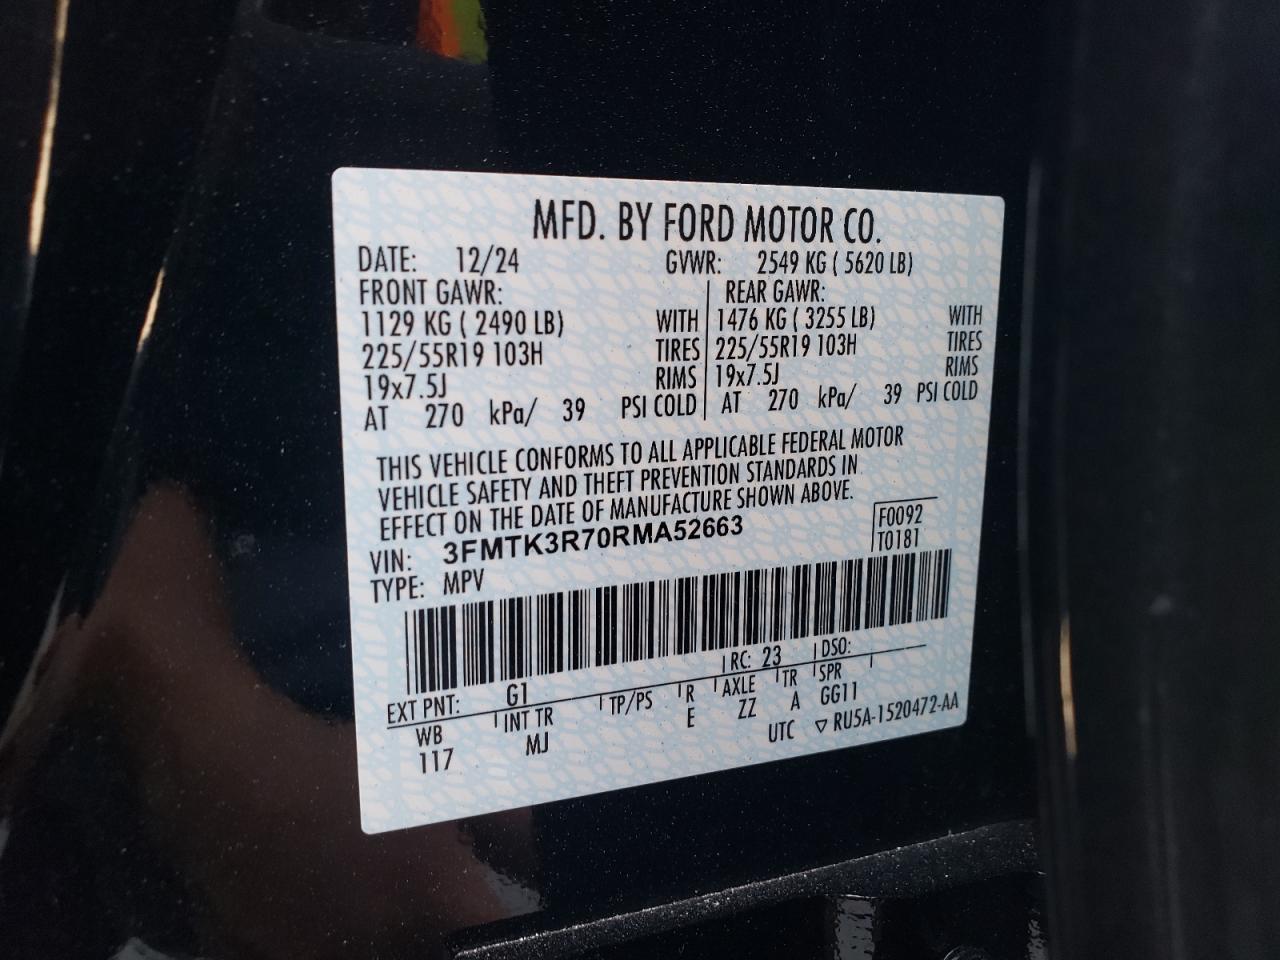 MFD. BY FORD MOTOR CO.
DATE: 12/24 GVWR: 2549 KG ( 5620 LB)
FRONT GAWR: REAR GAWR:
1129 KG ( 2490 LB) WITH 1476 KG ( 3255 LB) WITH
225/55R19 103H TIRES 225/55R19 103H TIRES
19x7.5J RIMS 19x7.5J RIMS
AT 270 kPa/ 39 PSI COLD AT 270 kPa/ 39 PSI COLD
THIS VEHICLE CONFORMS TO ALL APPLICABLE FEDERAL MOTOR
VEHICLE SAFETY AND THEFT PREVENTION STANDARDS IN
EFFECT ON THE DATE OF MANUFACTURE SHOWN ABOVE.
VIN: 3FMTK3R70RMA52663 F0092
TYPE: MPV T0181
EXT PNT: G1 RC: 23 DSO:
WB INT TR TP/PS R AXLE TR SPR
117 MJ E ZZ A GG11
UTC ▽ RU5A-1520472-AA